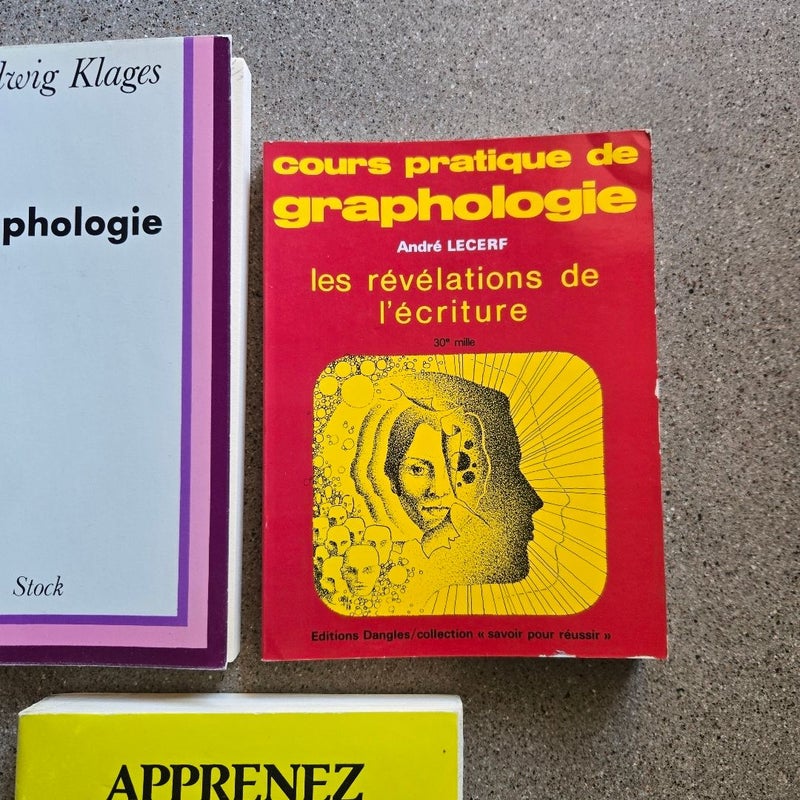 lwig Klages
phologie
Stock
cours pratique de
graphologie
André LECERF
les révélations de
l'écriture
30e mille
Editions Dangles/collection « savoir pour réussir »
APPRENEZ